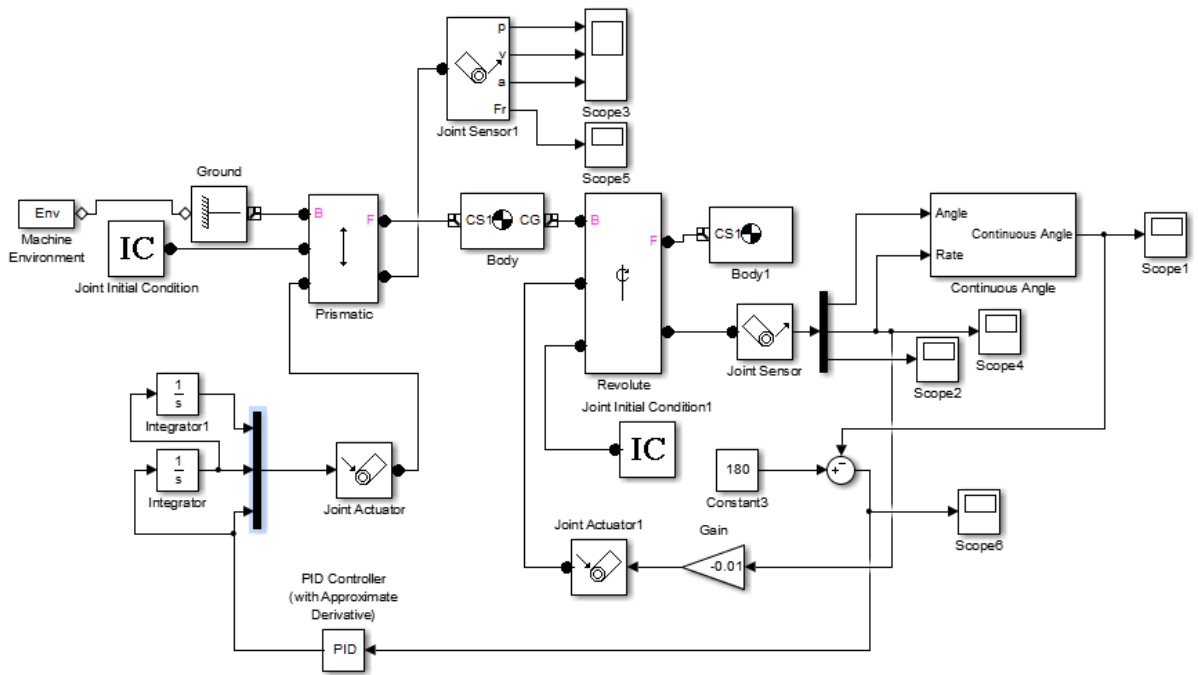 p
v
a
Fr
Joint Sensor1
Scope3
Scope5
Ground
Env
Machine
Environment
IC
Joint Initial Condition
B
F
Prismatic
CS1
CG
Body
B
F
Revolute
CS1
Body1
Joint Sensor
Angle
Rate
Continuous Angle
Continuous Angle
Scope1
Scope4
Scope2
Joint Initial Condition1
IC
1
s
Integrator1
1
s
Integrator
Joint Actuator
180
Constant3
+
−
Scope6
Joint Actuator1
Gain
-0.01
PID Controller
(with Approximate
Derivative)
PID